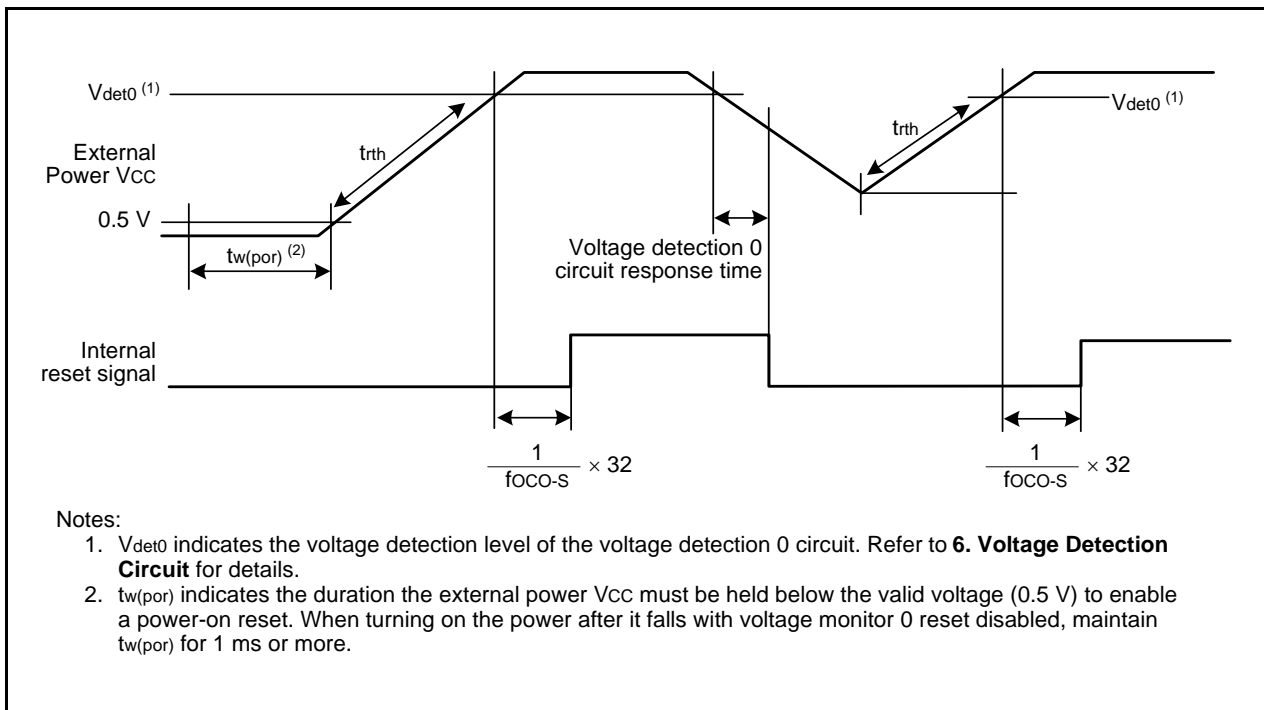 Vdet0 (1)
External
Power VCC
0.5 V
tw(por) (2)
trth
Voltage detection 0
circuit response time
trth
Vdet0 (1)
Internal
reset signal
1
fOCO-S
× 32
1
fOCO-S
× 32
Notes:
1. Vdet0 indicates the voltage detection level of the voltage detection 0 circuit. Refer to 6. Voltage Detection
Circuit for details.
2. tw(por) indicates the duration the external power VCC must be held below the valid voltage (0.5 V) to enable
a power-on reset. When turning on the power after it falls with voltage monitor 0 reset disabled, maintain
tw(por) for 1 ms or more.